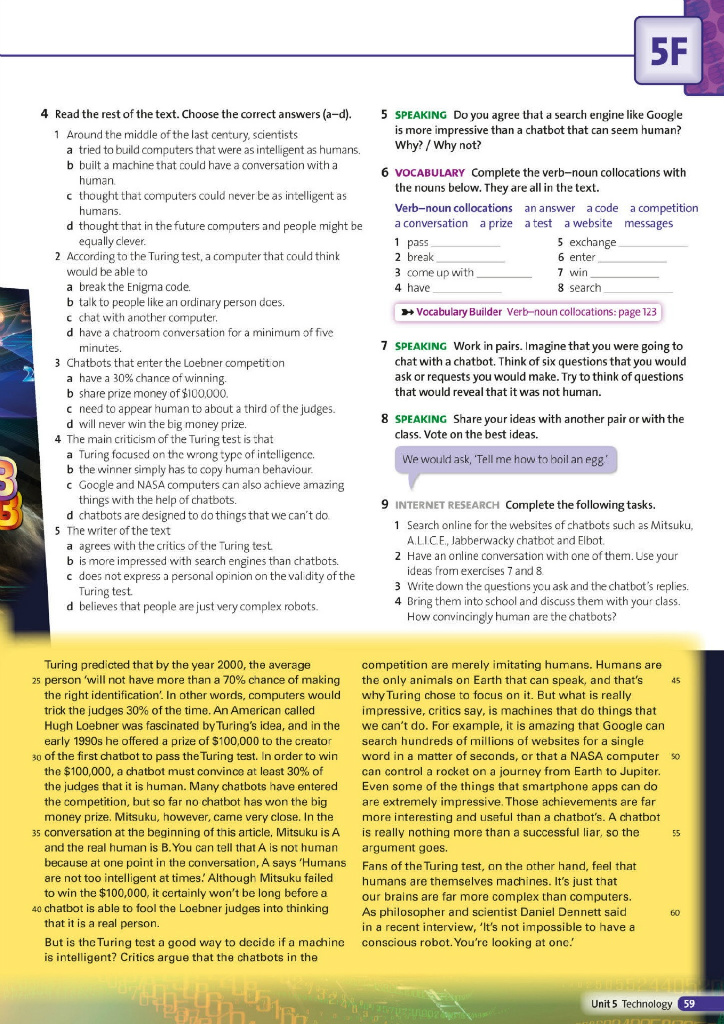 5F
4 Read the rest of the text. Choose the correct answers (a–d).
1 Around the middle of the last century, scientists
a tried to build computers that were as intelligent as humans.
b built a machine that could have a conversation with a
human.
c thought that computers could never be as intelligent as
humans.
d thought that in the future computers and people might be
equally clever.
2 According to the Turing test, a computer that could think
would be able to
a break the Enigma code.
b talk to people like an ordinary person does.
c chat with another computer.
d have a chatroom conversation for a minimum of five
minutes.
3 Chatbots that enter the Loebner competition
a have a 30% chance of winning.
b share prize money of $100,000.
c need to appear human to about a third of the judges.
d will never win the big money prize.
4 The main criticism of the Turing test is that
a Turing focused on the wrong type of intelligence.
b the winner simply has to copy human behaviour.
c Google and NASA computers can also achieve amazing
things with the help of chatbots.
d chatbots are designed to do things that we can't do.
5 The writer of the text
a agrees with the critics of the Turing test.
b is more impressed with search engines than chatbots.
c does not express a personal opinion on the validity of the
Turing test.
d believes that people are just very complex robots.
5 SPEAKING Do you agree that a search engine like Google
is more impressive than a chatbot that can seem human?
Why? / Why not?
6 VOCABULARY Complete the verb–noun collocations with
the nouns below. They are all in the text.
Verb–noun collocations an answer a code a competition
a conversation a prize a test a website messages
1 pass ____________ 5 exchange ____________
2 break ____________ 6 enter ____________
3 come up with _________ 7 win ____________
4 have ____________ 8 search ____________
Vocabulary Builder Verb–noun collocations: page 123
7 SPEAKING Work in pairs. Imagine that you were going to
chat with a chatbot. Think of six questions that you would
ask or requests you would make. Try to think of questions
that would reveal that it was not human.
8 SPEAKING Share your ideas with another pair or with the
class. Vote on the best ideas.
We would ask, 'Tell me how to boil an egg.'
9 INTERNET RESEARCH Complete the following tasks.
1 Search online for the websites of chatbots such as Mitsuku,
A.L.I.C.E, Jabberwacky chatbot and Elbot.
2 Have an online conversation with one of them. Use your
ideas from exercises 7 and 8.
3 Write down the questions you ask and the chatbot's replies.
4 Bring them into school and discuss them with your class.
How convincingly human are the chatbots?
Turing predicted that by the year 2000, the average
25 person 'will not have more than a 70% chance of making
the right identification'. In other words, computers would
trick the judges 30% of the time. An American called
Hugh Loebner was fascinated by Turing's idea, and in the
early 1990s he offered a prize of $100,000 to the creator
30 of the first chatbot to pass the Turing test. In order to win
the $100,000, a chatbot must convince at least 30% of
the judges that it is human. Many chatbots have entered
the competition, but so far no chatbot has won the big
money prize. Mitsuku, however, came very close. In the
35 conversation at the beginning of this article, Mitsuku is A
and the real human is B. You can tell that A is not human
because at one point in the conversation, A says 'Humans
are not too intelligent at times.' Although Mitsuku failed
to win the $100,000, it certainly won't be long before a
40 chatbot is able to fool the Loebner judges into thinking
that it is a real person.
But is the Turing test a good way to decide if a machine
is intelligent? Critics argue that the chatbots in the
competition are merely imitating humans. Humans are
the only animals on Earth that can speak, and that's 45
why Turing chose to focus on it. But what is really
impressive, critics say, is machines that do things that
we can't do. For example, it is amazing that Google can
search hundreds of millions of websites for a single
word in a matter of seconds, or that a NASA computer 50
can control a rocket on a journey from Earth to Jupiter.
Even some of the things that smartphone apps can do
are extremely impressive. Those achievements are far
more interesting and useful than a chatbot's. A chatbot
is really nothing more than a successful liar, so the 55
argument goes.
Fans of the Turing test, on the other hand, feel that
humans are themselves machines. It's just that
our brains are far more complex than computers.
As philosopher and scientist Daniel Dennett said 60
in a recent interview, 'It's not impossible to have a
conscious robot. You're looking at one.'
Unit 5 Technology 59